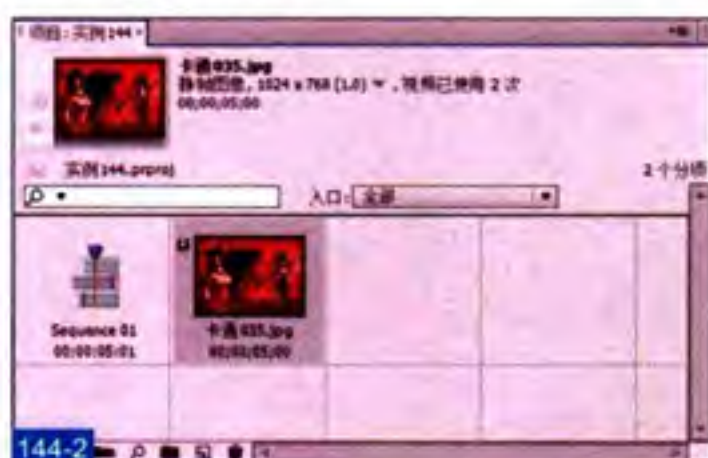 项目:实例144
卡通035.jpg
静帧图像, 1024 x 768 (1.0) , 视频已使用 2 次
00;00;05;00
实例144.prproj
2 个分项
入口: 全部
Sequence 01
00:00:05:01
卡通035.jpg
00;00;05;00
144-2